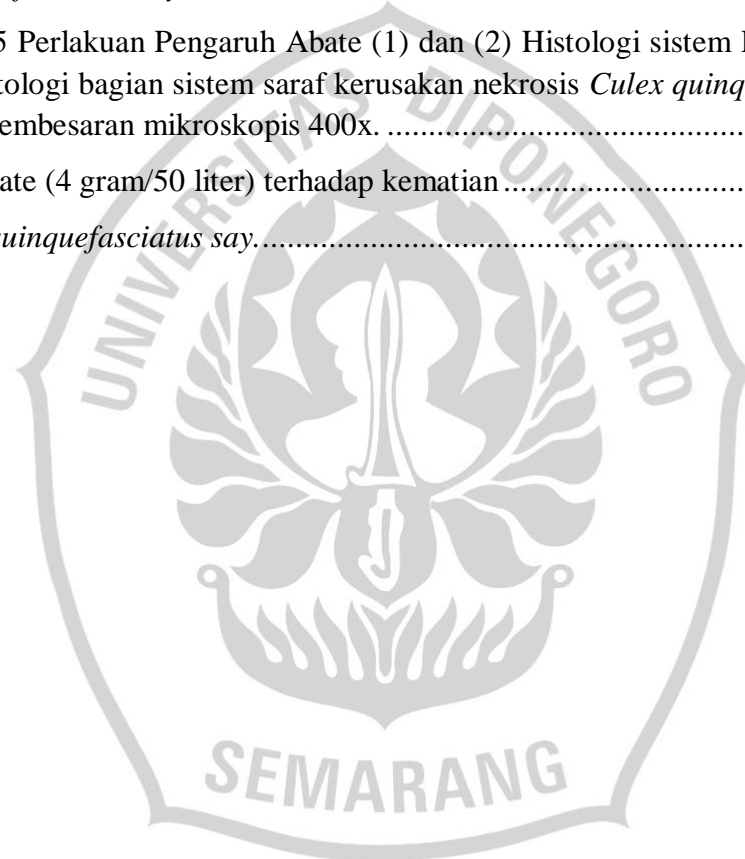 5 Perlakuan Pengaruh Abate (1) dan (2) Histologi sistem
tologi bagian sistem saraf kerusakan nekrosis Culex quinq
embesaran mikroskopis 400x. ................................................
ate (4 gram/50 liter) terhadap kematian ................................
uinquefasciatus say. ................................................................
UNIVERSITAS DIPONEGORO
SEMARANG